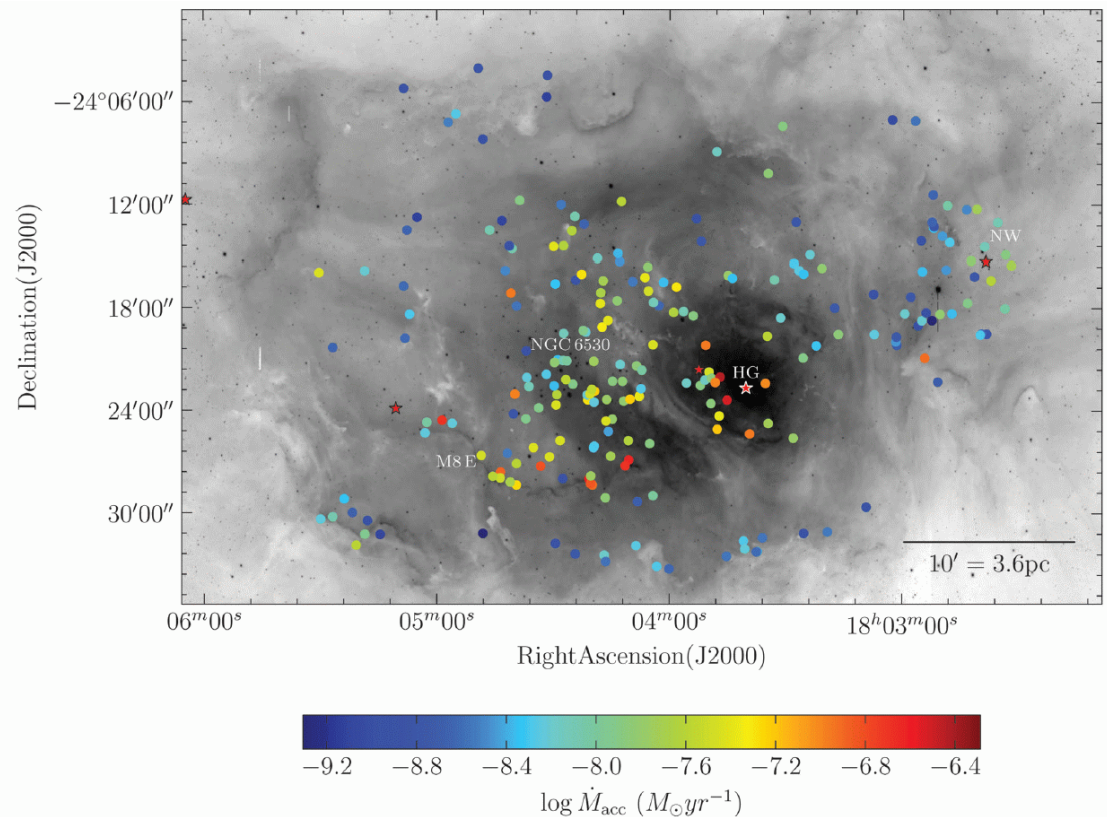 −24°06′00″
12′00″
18′00″
24′00″
30′00″
Declination(J2000)
NW
NGC 6530
HG
M8 E
10′ = 3.6pc
06ᵐ00ˢ
05ᵐ00ˢ
04ᵐ00ˢ
18ʰ03ᵐ00ˢ
RightAscension(J2000)
−9.2 −8.8 −8.4 −8.0 −7.6 −7.2 −6.8 −6.4
log Ṁacc (M⊙yr⁻¹)